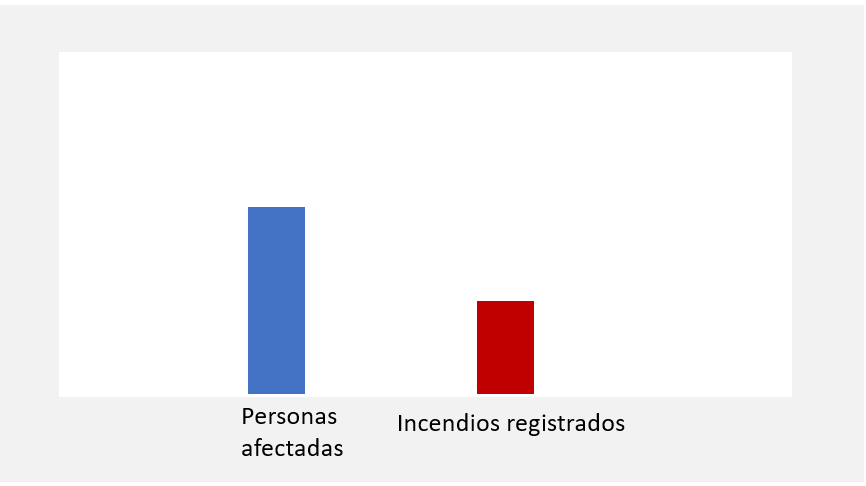 Personas
afectadas
Incendios registrados